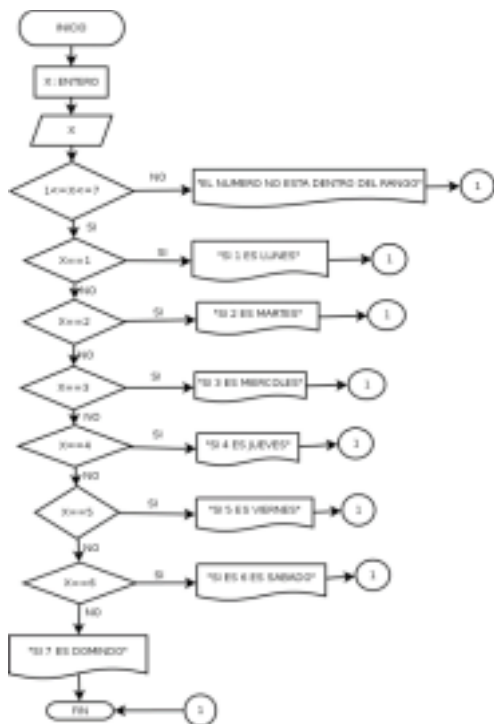 INICIO
X : ENTERO
X
1<=X<=7
NO
"EL NUMERO NO ESTA DENTRO DEL RANGO"
1
SI
X==1
SI
"SI 1 ES LUNES"
1
NO
X==2
SI
"SI 2 ES MARTES"
1
NO
X==3
SI
"SI 3 ES MIERCOLES"
1
NO
X==4
SI
"SI 4 ES JUEVES"
1
NO
X==5
SI
"SI 5 ES VIERNES"
1
NO
X==6
SI
"SI ES 6 ES SABADO"
1
NO
"SI 7 ES DOMINDO"
FIN
1